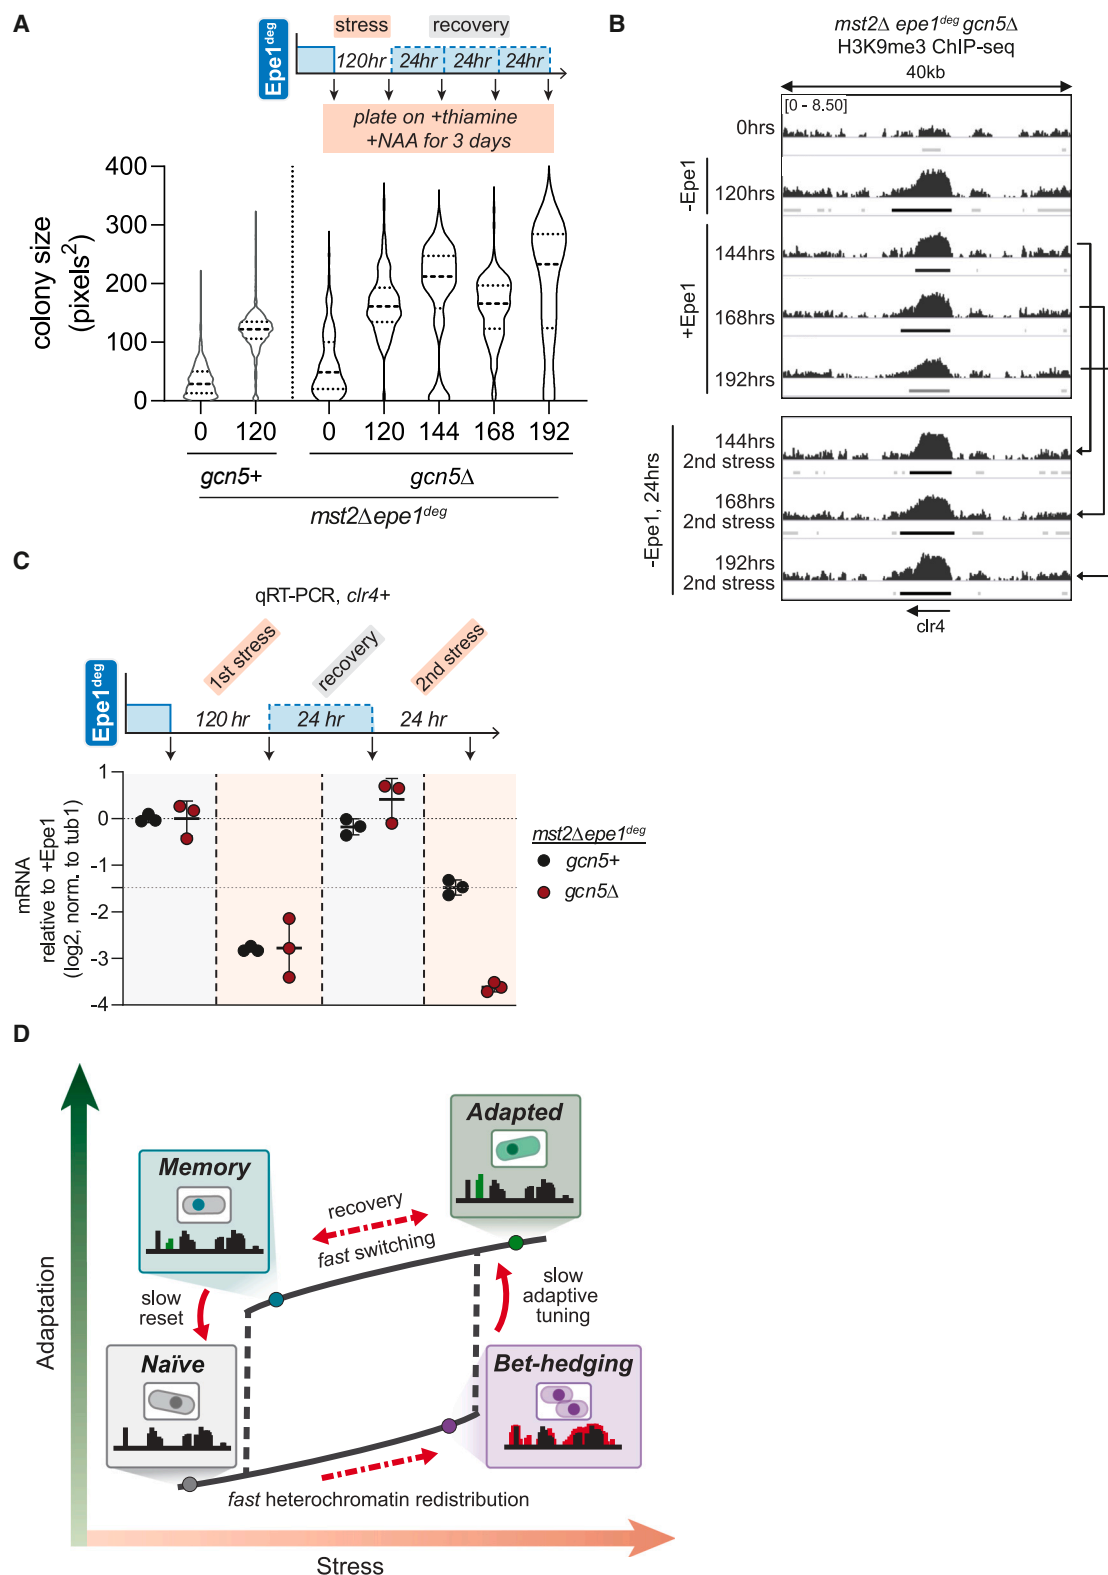 A
Epe1deg
stress
recovery
120hr
24hr
24hr
24hr
plate on +thiamine
+NAA for 3 days
colony size
(pixels2)
400
300
200
100
0
0
120
0
120
144
168
192
gcn5+
gcn5Δ
mst2Δepe1deg
B
mst2Δ epe1deg gcn5Δ
H3K9me3 ChIP-seq
40kb
[0 - 8.50]
0hrs
-Epe1
120hrs
+Epe1
144hrs
168hrs
192hrs
-Epe1, 24hrs
144hrs
2nd stress
168hrs
2nd stress
192hrs
2nd stress
clr4
C
qRT-PCR, clr4+
Epe1deg
1st stress
recovery
2nd stress
120 hr
24 hr
24 hr
mRNA
relative to +Epe1
(log2, norm. to tub1)
1
0
-1
-2
-3
-4
mst2Δepe1deg
gcn5+
gcn5Δ
D
Adaptation
Stress
Memory
Adapted
recovery
fast switching
slow
reset
slow
adaptive
tuning
Naïve
Bet-hedging
fast heterochromatin redistribution